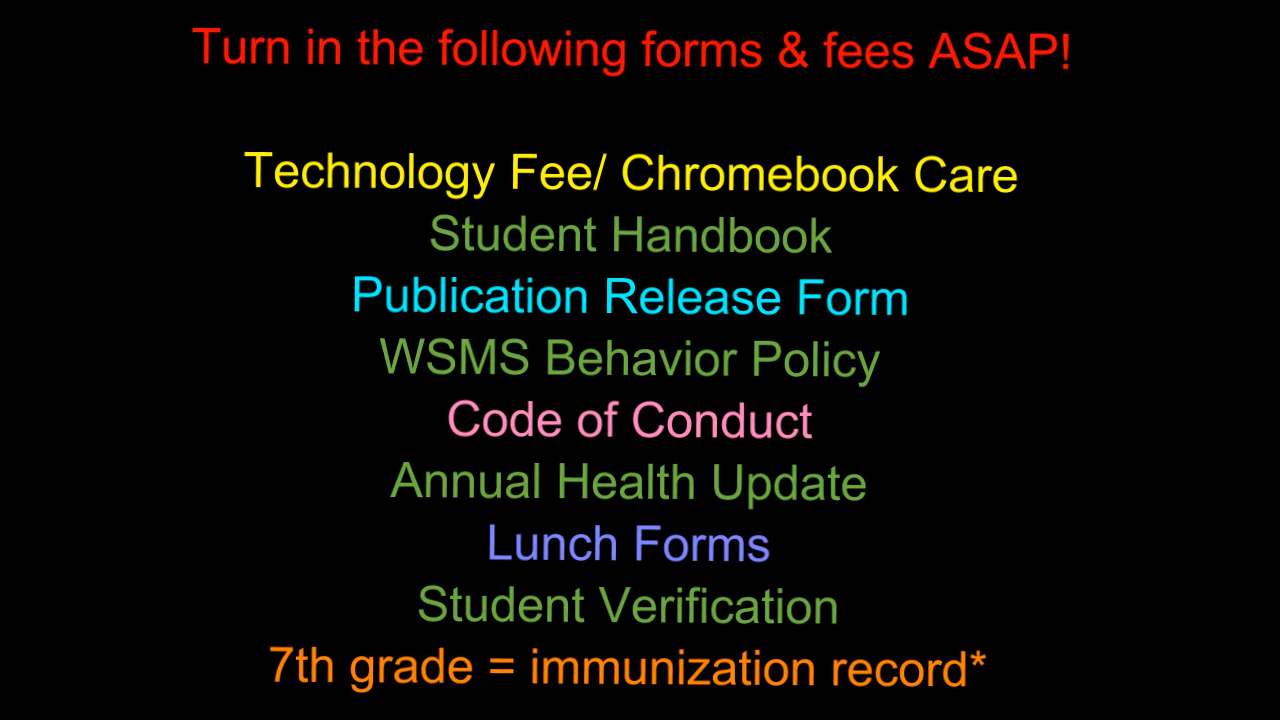 Turn in the following forms & fees ASAP!
Technology Fee/ Chromebook Care
Student Handbook
Publication Release Form
WSMS Behavior Policy
Code of Conduct
Annual Health Update
Lunch Forms
Student Verification
7th grade = immunization record*